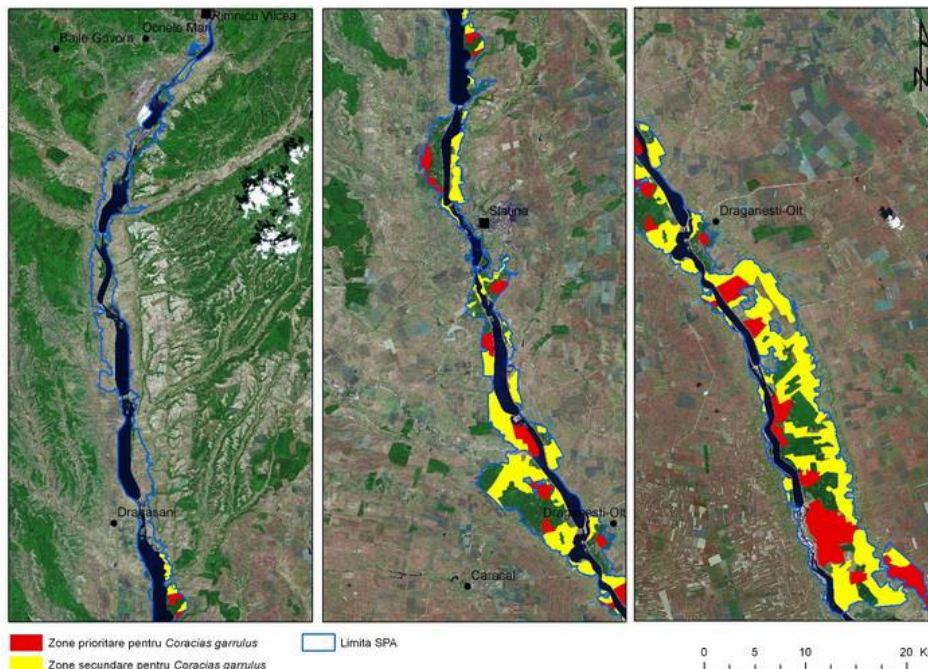 Rimnicu Vilcea
Ocnele Mari
Baile Govora
Dragasani
Slatina
Draganesti-Olt
Caracal
Draganesti-Olt
N
Zone prioritare pentru Coracias garrulus
Limita SPA
Zone secundare pentru Coracias garrulus
0 5 10 20 K